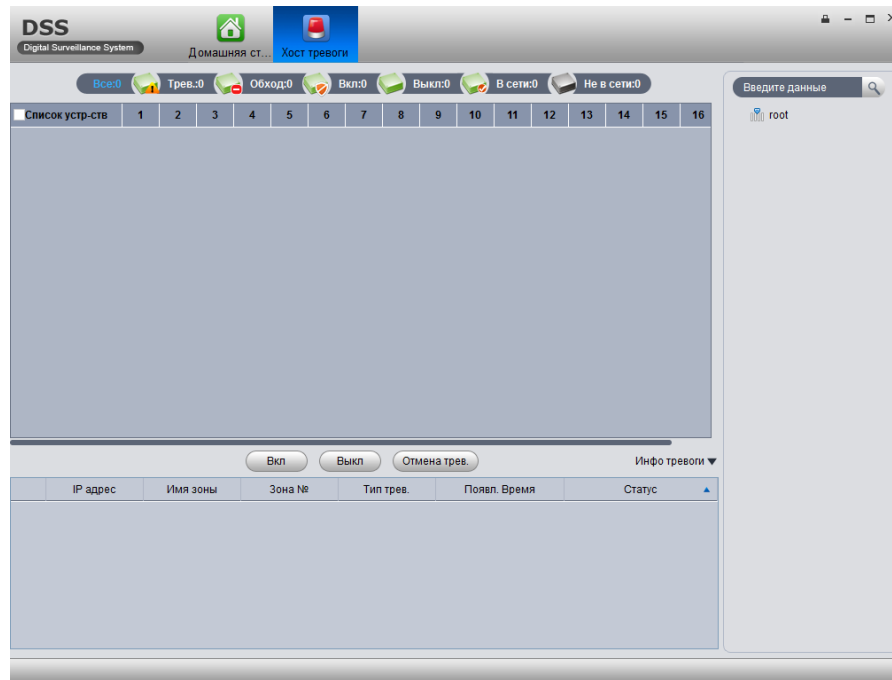 DSS
Digital Surveillance System
Домашняя ст...
Хост тревоги
Все:0 Трев.:0 Обход:0 Вкл:0 Выкл:0 В сети:0 Не в сети:0
Введите данные
Список устр-ств 1 2 3 4 5 6 7 8 9 10 11 12 13 14 15 16
root
Вкл Выкл Отмена трев. Инфо тревоги
IP адрес Имя зоны Зона № Тип трев. Появл. Время Статус